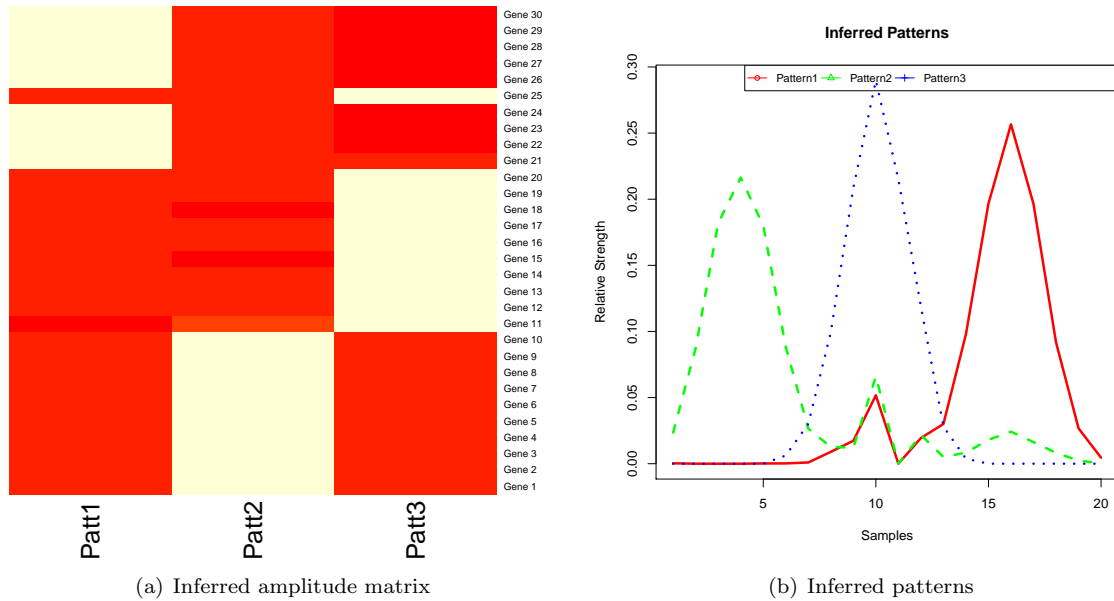 Gene 30
Gene 29
Gene 28
Gene 27
Gene 26
Gene 25
Gene 24
Gene 23
Gene 22
Gene 21
Gene 20
Gene 19
Gene 18
Gene 17
Gene 16
Gene 15
Gene 14
Gene 13
Gene 12
Gene 11
Gene 10
Gene 9
Gene 8
Gene 7
Gene 6
Gene 5
Gene 4
Gene 3
Gene 2
Gene 1
Patt1
Patt2
Patt3
(a) Inferred amplitude matrix
Inferred Patterns
Pattern1 Pattern2 Pattern3
0.30
0.25
0.20
0.15
0.10
0.05
0.00
Relative Strength
5 10 15 20
Samples
(b) Inferred patterns